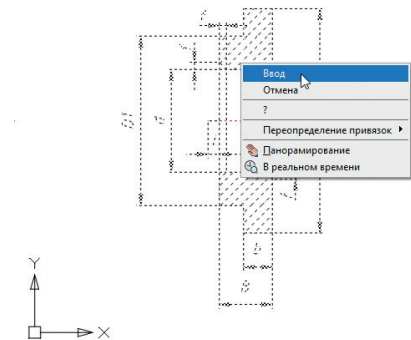 Ввод
Отмена
?
Переопределение привязок
Панорамирование
В реальном времени
b
B
Y
X